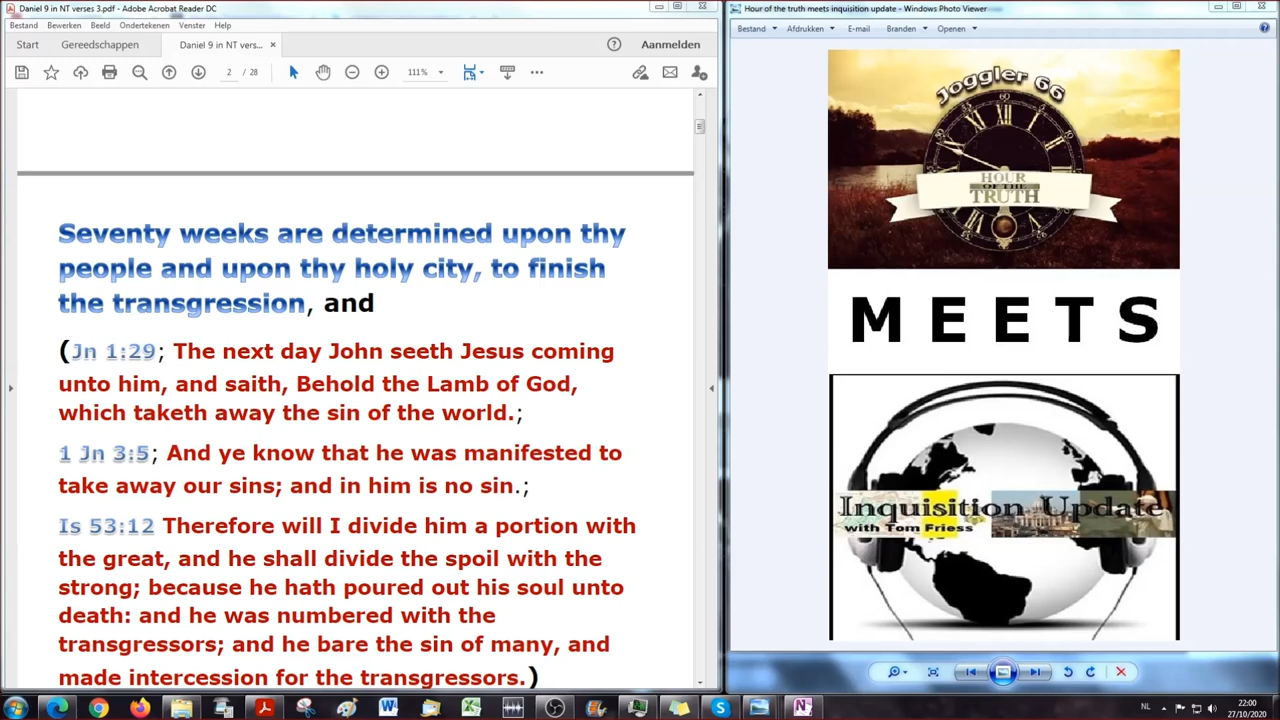 Daniel 9 in NT verses 3.pdf - Adobe Acrobat Reader DC
Bestand Bewerken Beeld Ondertekenen Venster Help
Start Gereedschappen Daniel 9 in NT vers... × Aanmelden
2 / 28 111%
Seventy weeks are determined upon thy
people and upon thy holy city, to finish
the transgression, and
(Jn 1:29; The next day John seeth Jesus coming
unto him, and saith, Behold the Lamb of God,
which taketh away the sin of the world.;
1 Jn 3:5; And ye know that he was manifested to
take away our sins; and in him is no sin.;
Is 53:12 Therefore will I divide him a portion with
the great, and he shall divide the spoil with the
strong; because he hath poured out his soul unto
death: and he was numbered with the
transgressors; and he bare the sin of many, and
made intercession for the transgressors.)
Hour of the truth meets inquisition update - Windows Photo Viewer
Bestand Afdrukken E-mail Branden Openen
Joggler 66
HOUR
OF THE
TRUTH
M E E T S
Inquisition Update
with Tom Friess
NL 22:00
27/10/2020